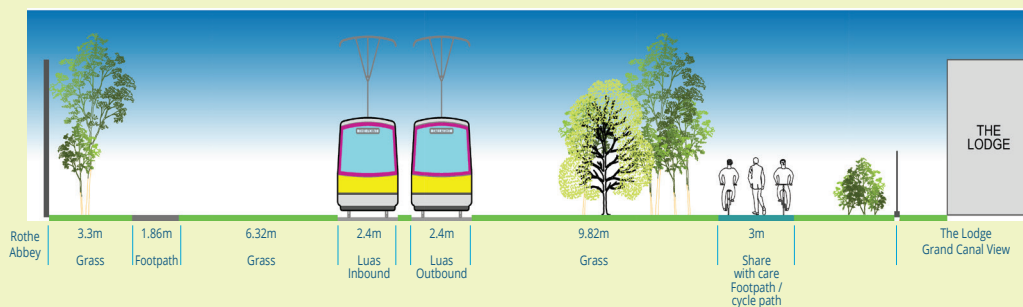 THE
LODGE
Rothe
Abbey
3.3m
Grass
1.86m
Footpath
6.32m
Grass
2.4m
Luas
Inbound
2.4m
Luas
Outbound
9.82m
Grass
3m
Share
with care
Footpath /
cycle path
The Lodge
Grand Canal View